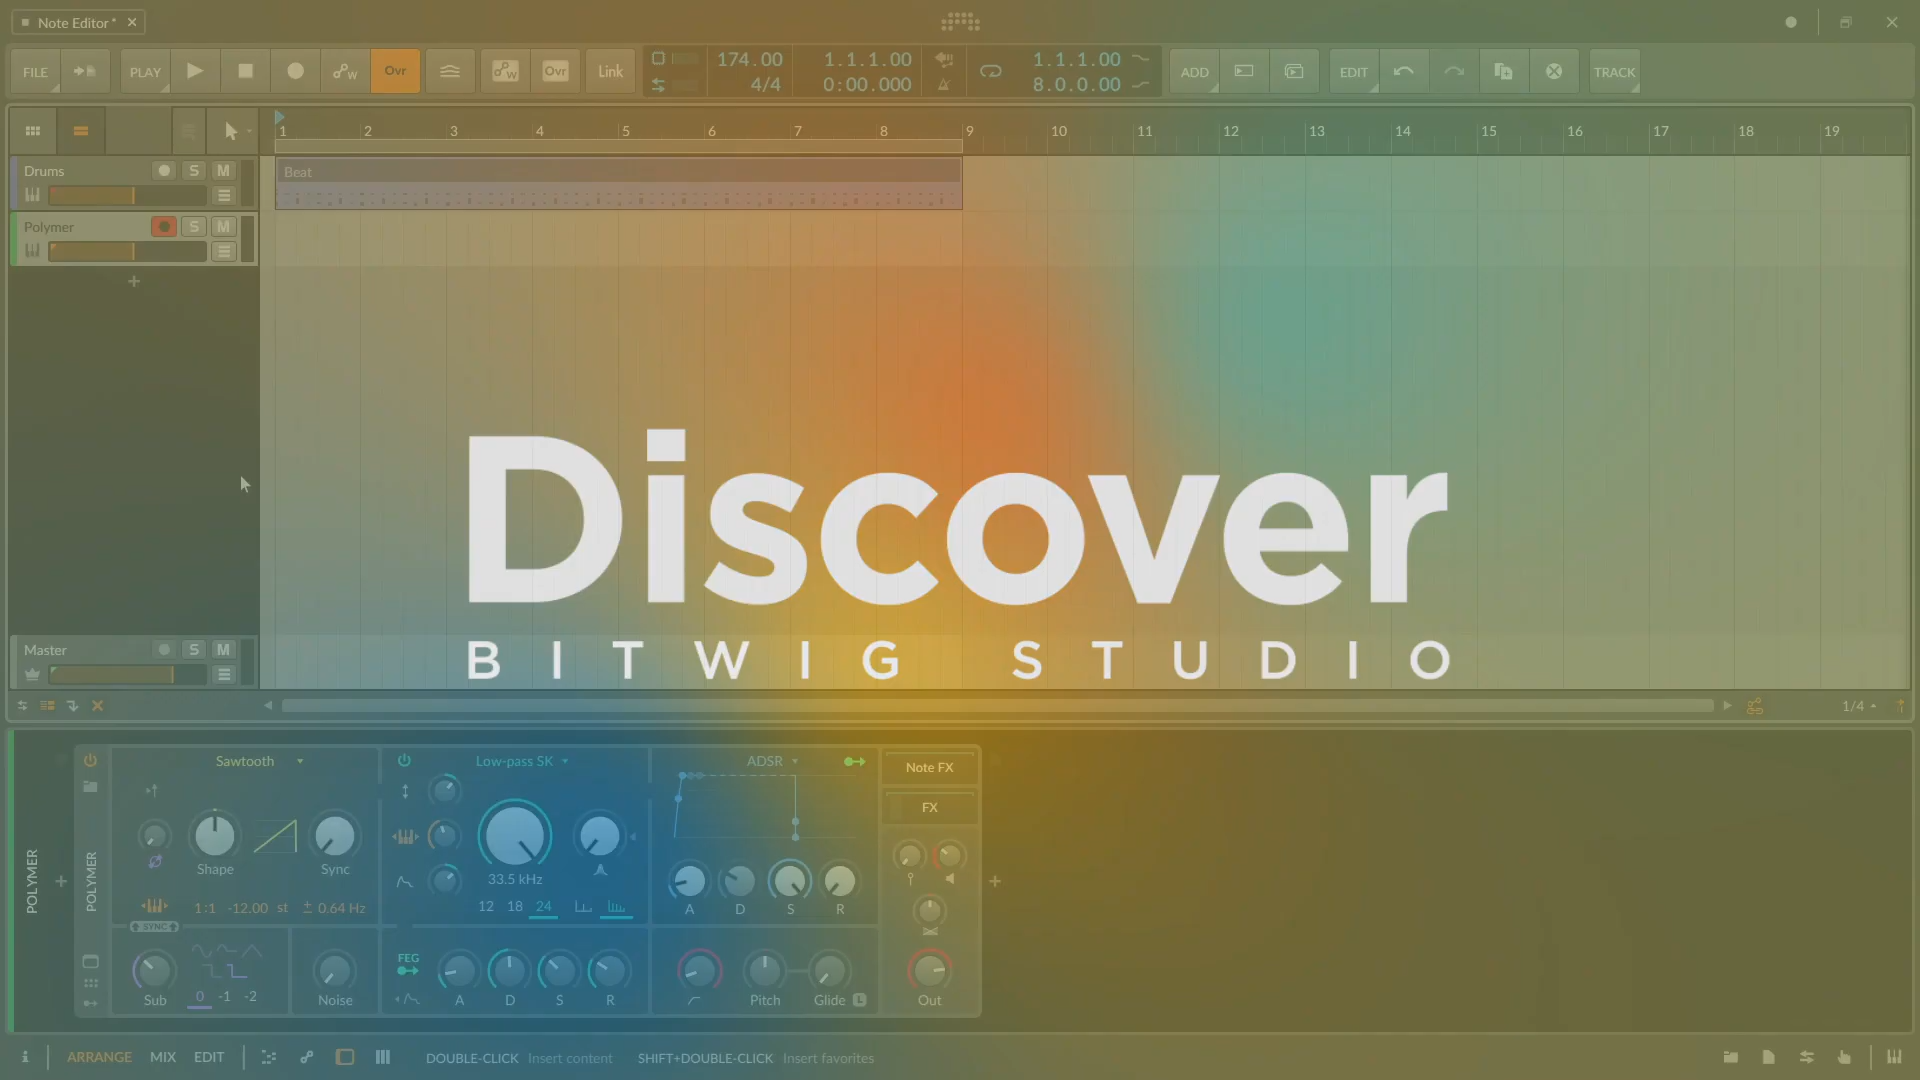 Note Editor*
FILE PLAY W Ovr W Ovr Link 174.00 1.1.1.00 1.1.1.00 ADD EDIT TRACK
4/4 0:00.000 8.0.0.00
1 2 3 4 5 6 7 8 9 10 11 12 13 14 15 16 17 18 19
Drums S M
Beat
Polymer S M
Discover
BITWIG STUDIO
Master S M
1/4
POLYMER
POLYMER
Sawtooth Low-pass SK ADSR Note FX
FX
Shape Sync
33.5 kHz
1:1 -12.00 st ± 0.64 Hz 12 18 24 A D S R
SYNC
FEG
Sub 0 -1 -2 Noise A D S R Pitch Glide L Out
i ARRANGE MIX EDIT DOUBLE-CLICK Insert content SHIFT+DOUBLE-CLICK Insert favorites